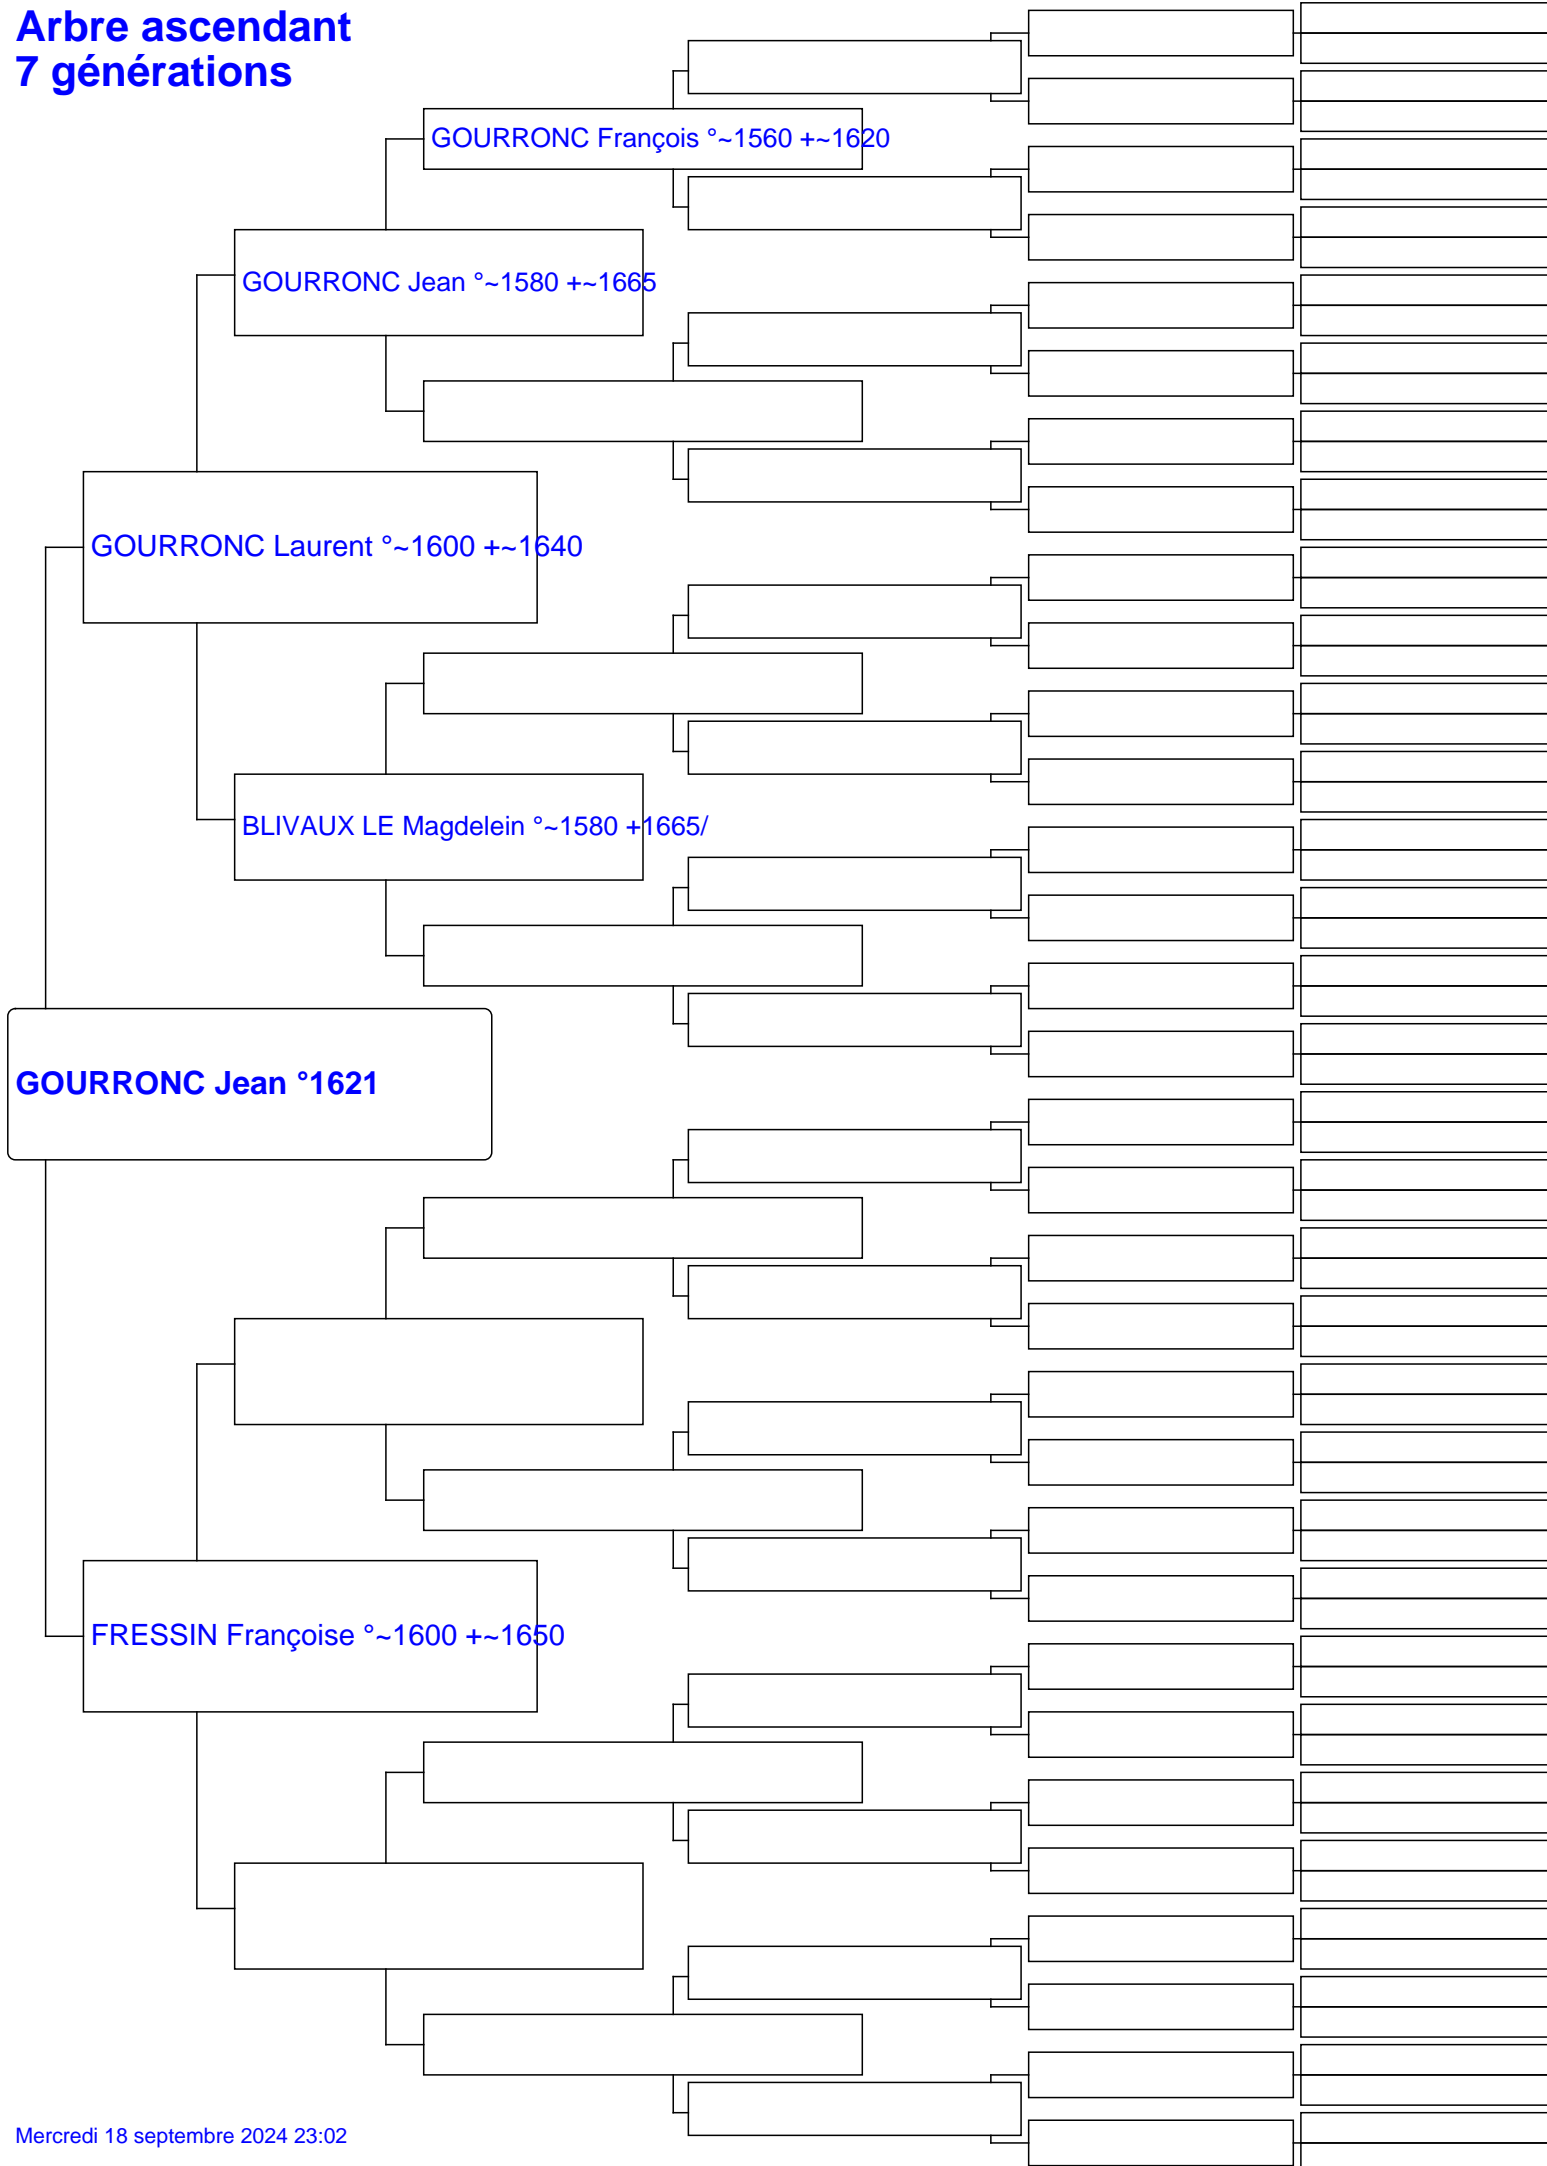 Arbre ascendant
7 générations
GOURRONC François °~1560 +~1620
GOURRONC Jean °~1580 +~1665
GOURRONC Laurent °~1600 +~1640
BLIVAUX LE Magdelein °~1580 +1665/
GOURRONC Jean °1621
FRESSIN Françoise °~1600 +~1650
Mercredi 18 septembre 2024 23:02